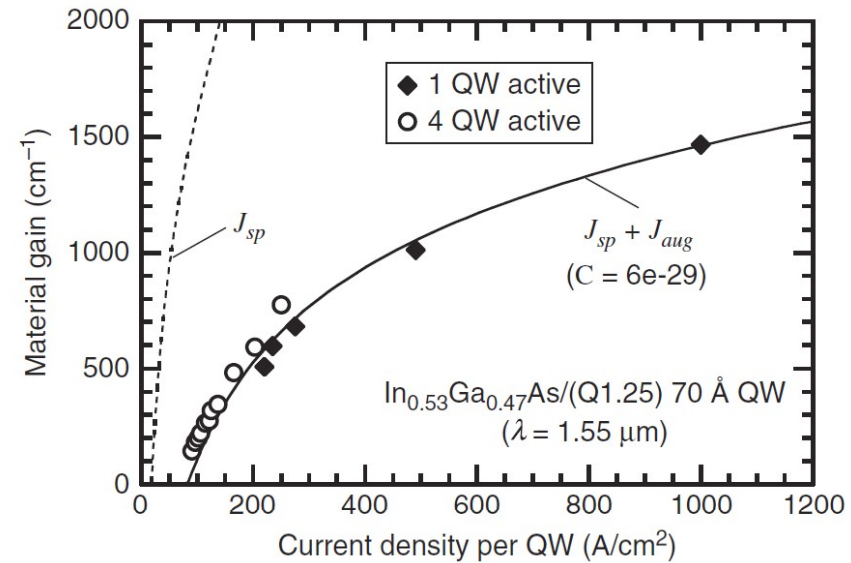 2000
1500
1000
500
0
0 200 400 600 800 1000 1200
Material gain (cm⁻¹)
Current density per QW (A/cm²)
◆ 1 QW active
○ 4 QW active
J_sp
J_sp + J_aug
(C = 6e-29)
In₀.₅₃Ga₀.₄₇As/(Q1.25) 70 Å QW
(λ = 1.55 μm)